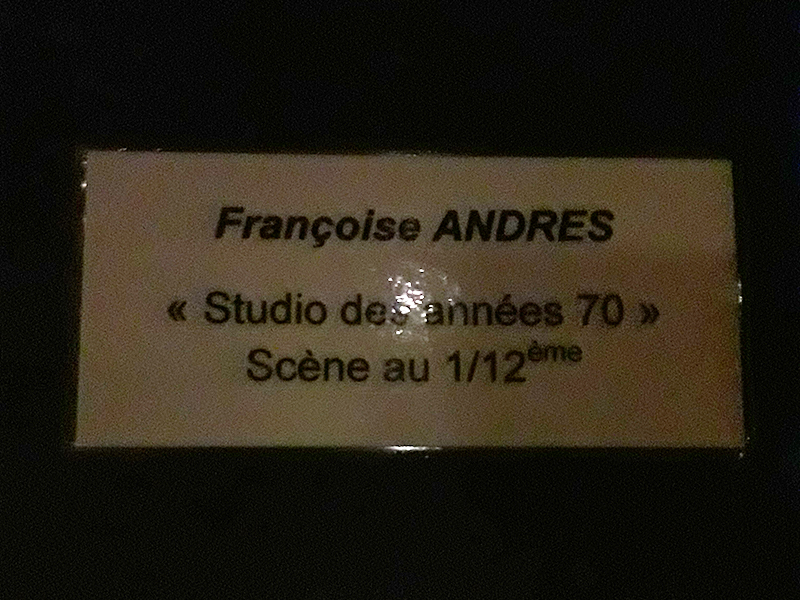 Françoise ANDRES
« Studio des années 70 »
Scène au 1/12ème